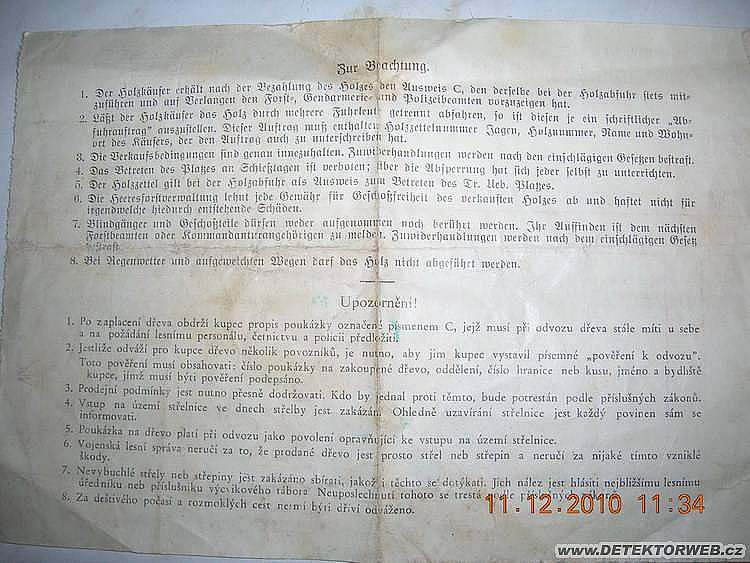 Zur Beachtung.
1. Der Holzkäufer erhält nach der Bezahlung des Holzes den Ausweis C, den derselbe bei der Holzabfuhr stets mit-
zuführen und auf Verlangen den Forst-, Gendarmerie- und Polizeibeamten vorzuzeigen hat.
2. Läßt der Holzkäufer das Holz durch mehrere Fuhrleute getrennt abfahren, so ist diesen je ein schriftlicher „Ab-
fuhrauftrag" auszustellen. Dieser Auftrag muß enthalten Holzzettelnummer, Jagen, Holznummer, Name und Wohn-
ort des Käufers, der den Auftrag auch zu unterschreiben hat.
3. Die Verkaufsbedingungen sind genau innezuhalten. Zuwiderhandlungen werden nach den einschlägigen Gesetzen bestraft.
4. Das Betreten des Platzes an Schießtagen ist verboten; über die Absperrung hat sich jeder selbst zu unterrichten.
5. Der Holzzettel gilt bei der Holzabfuhr als Ausweis zum Betreten des Tr. Ueb. Platzes.
6. Die Heeresforstverwaltung lehnt jede Gewähr für Geschoßfreiheit des verkauften Holzes ab und haftet nicht für
irgendwelche hiedurch entstehende Schäden.
7. Blindgänger und Geschoßteile dürfen weder aufgenommen noch berührt werden. Ihr Auffinden ist dem nächsten
Forstbeamten oder Kommandanturangehörigen zu melden. Zuwiderhandlungen werden nach dem einschlägigen Gesetz
bestraft.
8. Bei Regenwetter und aufgeweichten Wegen darf das Holz nicht abgeführt werden.
Upozornění!
1. Po zaplacení dřeva obdrží kupec propis poukázky označené písmenem C, jejž musí při odvozu dřeva stále míti u sebe
a na požádání lesnímu personálu, četnictvu a policii předložiti.
2. Jestliže odváží pro kupce dřevo několik povozníků, je nutno, aby jim kupec vystavil písemné „pověření k odvozu".
Toto pověření musí obsahovati: číslo poukázky na zakoupené dřevo, oddělení, číslo hranice neb kusu, jméno a bydliště
kupce, jímž musí býti pověření podepsáno.
3. Prodejní podmínky jest nutno přesně dodržovati. Kdo by jednal proti těmto, bude potrestán podle příslušných zákonů.
4. Vstup na území střelnice ve dnech střelby jest zakázán. Ohledně uzavírání střelnice jest každý povinen sám se
informovati.
5. Poukázka na dřevo platí při odvozu jako povolení opravňující ke vstupu na území střelnice.
6. Vojenská lesní správa neručí za to, že prodané dřevo jest prosto střel neb střepin a neručí za nijaké tímto vzniklé
škody.
7. Nevybuchlé střely neb střepiny jest zakázáno sbírati, jakož i těchto se dotýkati. Jich nález jest hlásiti nejbližšímu lesnímu
úředníku neb příslušníku výcvikového tábora. Neuposlechnutí tohoto se trestá podle
8. Za deštivého počasí a rozmoklých cest nesmí býti dříví odváženo.
11.12.2010 11:34
www.DETEKTORWEB.cz